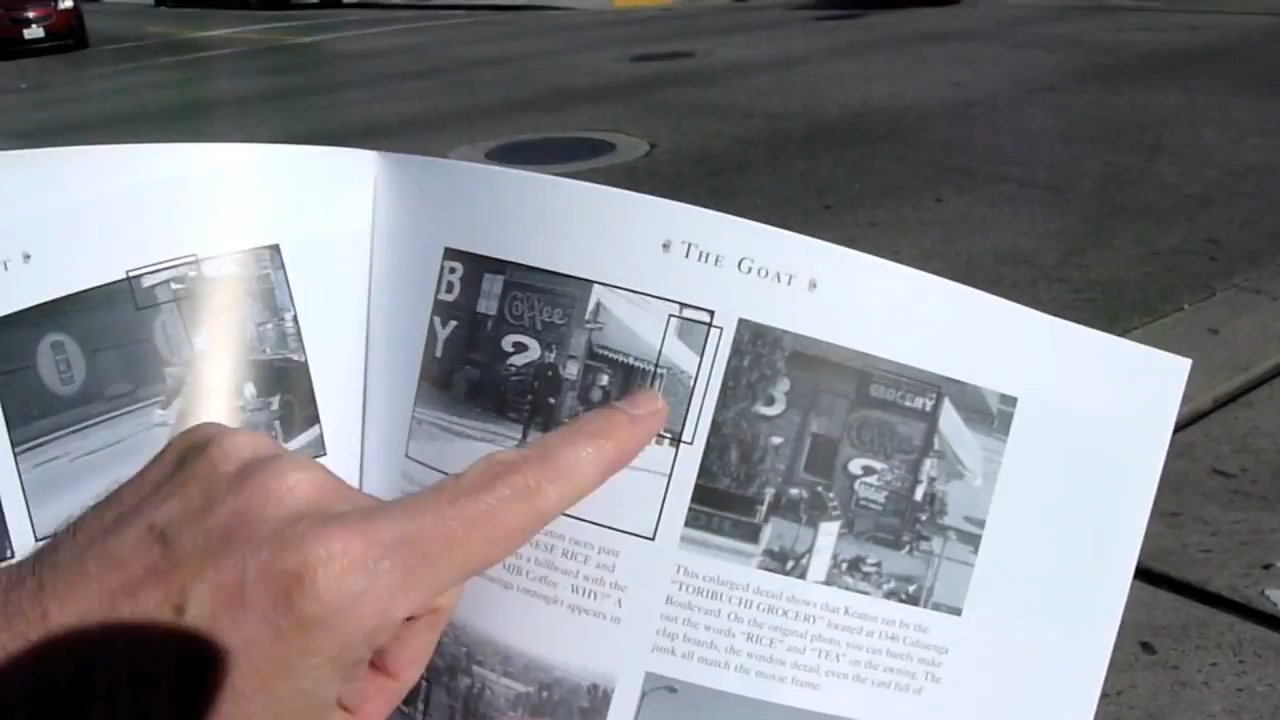 T
THE GOAT
B
Y
Coffee
?
B
GROCERY
Coffee
?
Keaton races past
NESE RICE and
a billboard with the
MJB Coffee - WHY?" A
appears in
This enlarged detail shows that Keaton ran by the
"TORIBUCHI GROCERY" located at 1546 Cahuenga
Boulevard. On the original photo, you can barely make
out the words "RICE" and "TEA" on the awning. The
clap boards, the window detail, even the yard full of
junk all match the movie frame.